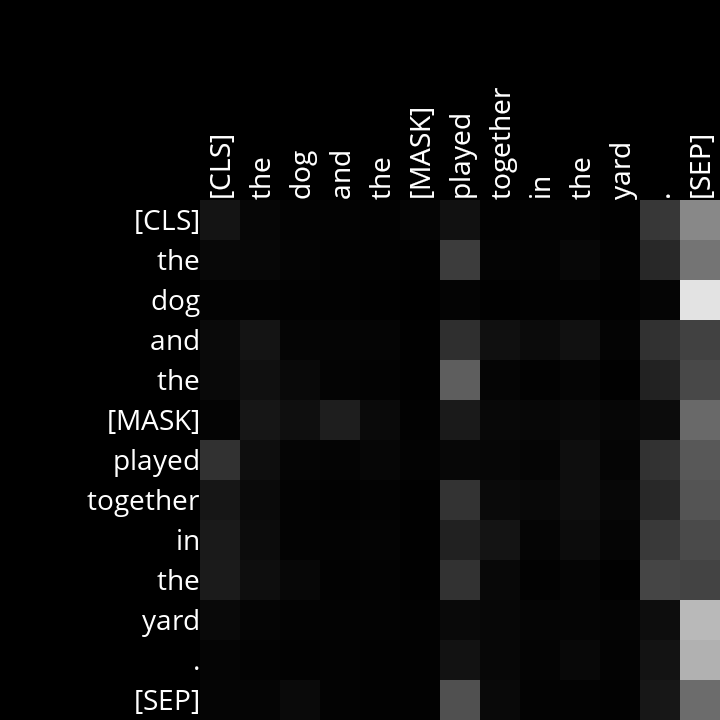 [CLS] the dog and the [MASK] played together in the yard . [SEP]
[CLS]
the
dog
and
the
[MASK]
played
together
in
the
yard
.
[SEP]